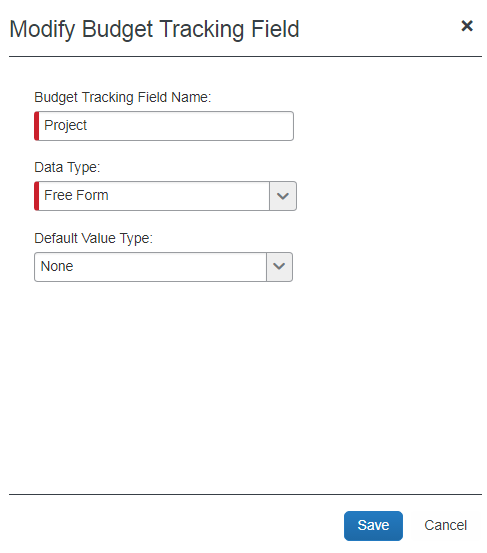 Modify Budget Tracking Field
Budget Tracking Field Name:
Project
Data Type:
Free Form
Default Value Type:
None
Save Cancel